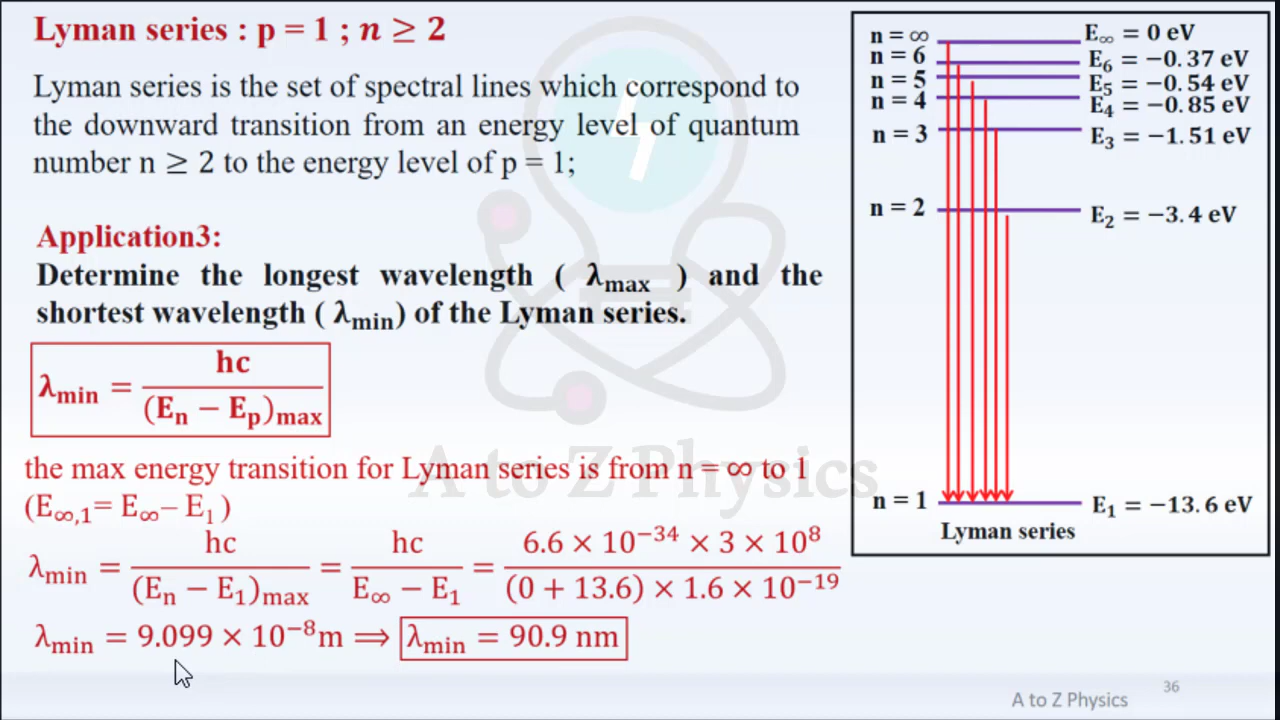 Lyman series : p = 1 ; n ≥ 2
Lyman series is the set of spectral lines which correspond to
the downward transition from an energy level of quantum
number n ≥ 2 to the energy level of p = 1;
Application3:
Determine the longest wavelength ( λmax ) and the
shortest wavelength ( λmin) of the Lyman series.
λmin = hc / (En − Ep)max
the max energy transition for Lyman series is from n = ∞ to 1
(E∞,1= E∞− E1 )
λmin = hc / (En − E1)max = hc / E∞ − E1 = 6.6 × 10⁻³⁴ × 3 × 10⁸ / (0 + 13.6) × 1.6 × 10⁻¹⁹
λmin = 9.099 × 10⁻⁸m ⟹ λmin = 90.9 nm
n = ∞ E∞ = 0 eV
n = 6 E6 = −0.37 eV
n = 5 E5 = −0.54 eV
n = 4 E4 = −0.85 eV
n = 3 E3 = −1.51 eV
n = 2 E2 = −3.4 eV
n = 1 E1 = −13.6 eV
Lyman series
A to Z Physics
A to Z Physics
36